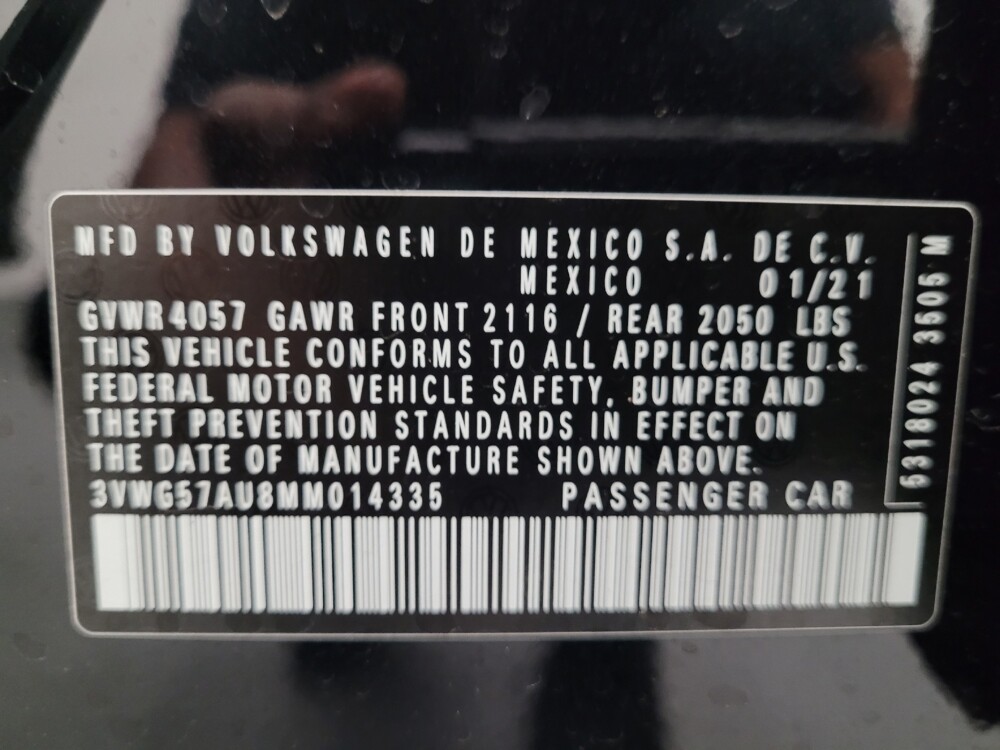 MFD BY VOLKSWAGEN DE MEXICO S.A. DE C.V.
MEXICO 01/21
GVWR 4057 GAWR FRONT 2116 / REAR 2050 LBS
THIS VEHICLE CONFORMS TO ALL APPLICABLE U.S.
FEDERAL MOTOR VEHICLE SAFETY, BUMPER AND
THEFT PREVENTION STANDARDS IN EFFECT ON
THE DATE OF MANUFACTURE SHOWN ABOVE.
3VWG57AU8MM014335 PASSENGER CAR
5318024 3505 M